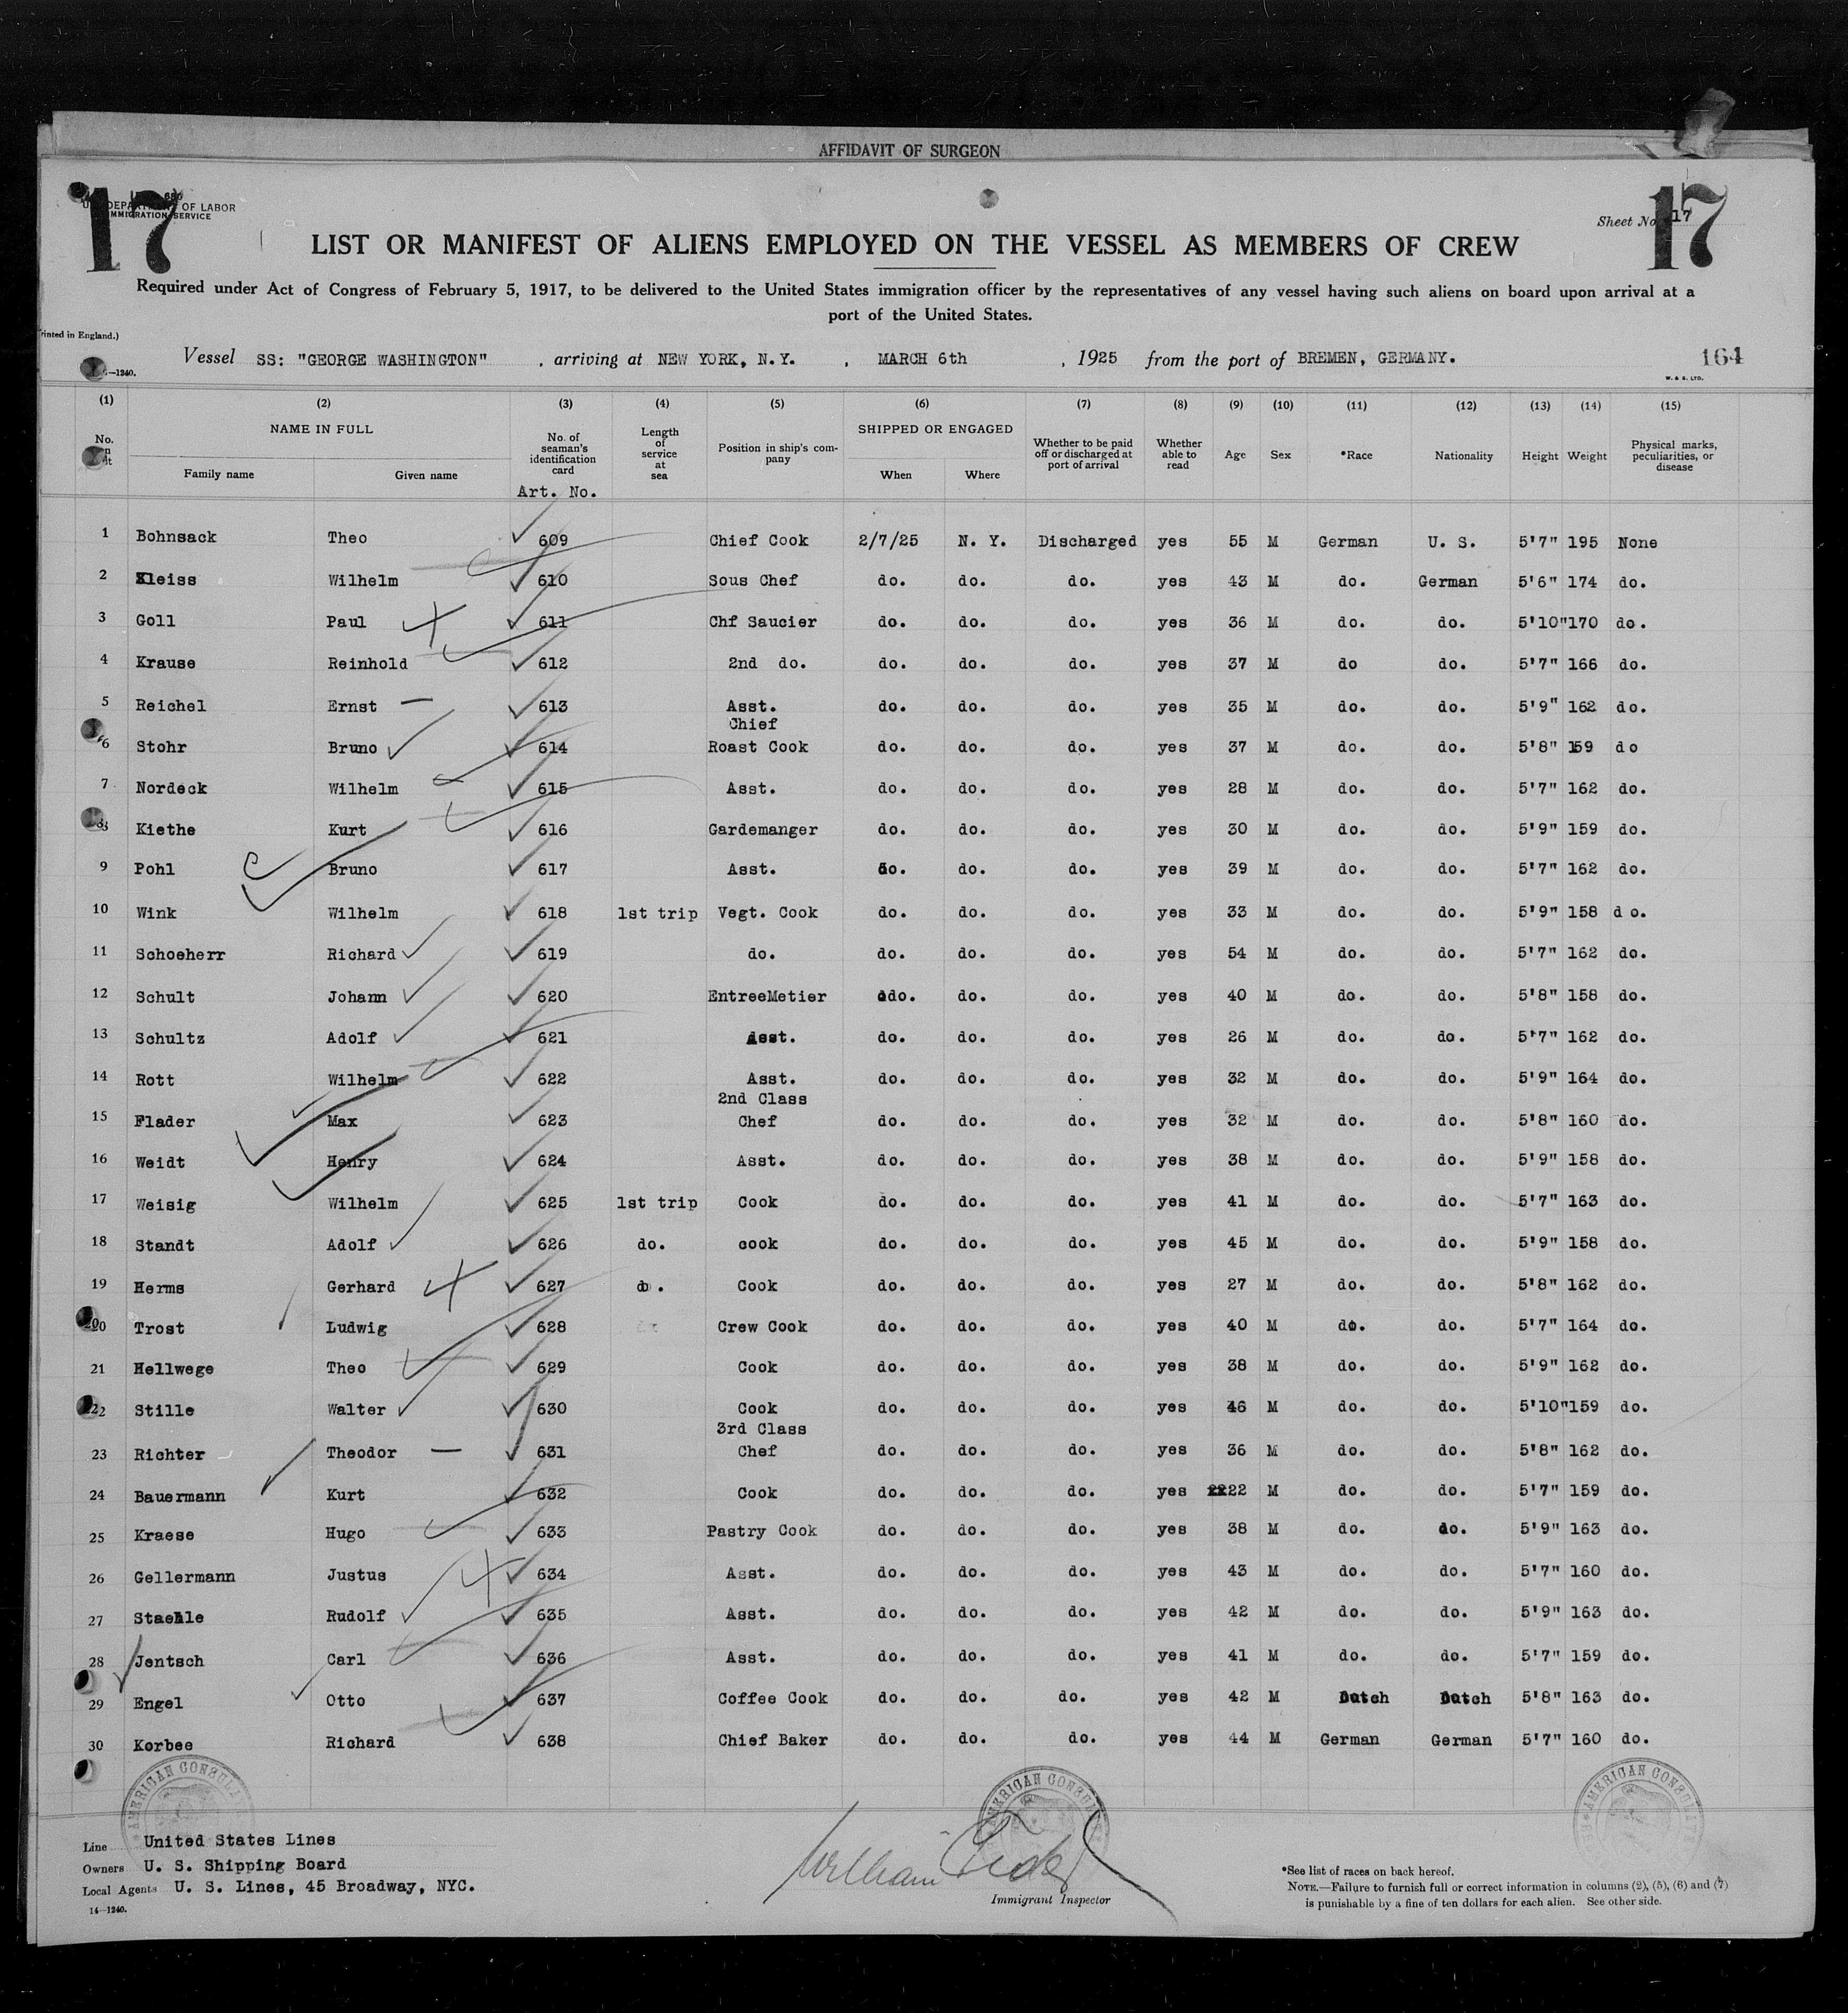 AFFIDAVIT OF SURGEON
17
U. S. DEPARTMENT OF LABOR
IMMIGRATION SERVICE
Sheet No. 17
17
LIST OR MANIFEST OF ALIENS EMPLOYED ON THE VESSEL AS MEMBERS OF CREW
Required under Act of Congress of February 5, 1917, to be delivered to the United States immigration officer by the representatives of any vessel having such aliens on board upon arrival at a
port of the United States.
Printed in England.)
Vessel SS: "GEORGE WASHINGTON" , arriving at NEW YORK, N.Y. , MARCH 6th , 1925 from the port of BREMEN, GERMANY. 164
—1240. W. & S. LTD.
(1) (2) (3) (4) (5) (6) (7) (8) (9) (10) (11) (12) (13) (14) (15)
No. NAME IN FULL Family name Given name No. of seaman's identification card Art. No. Length of service at sea Position in ship's company SHIPPED OR ENGAGED When Where Whether to be paid off or discharged at port of arrival Whether able to read Age Sex *Race Nationality Height Weight Physical marks, peculiarities, or disease
1 Bohnsack Theo 609 Chief Cook 2/7/25 N. Y. Discharged yes 55 M German U. S. 5'7" 195 None
2 Kleiss Wilhelm 610 Sous Chef do. do. do. yes 43 M do. German 5'6" 174 do.
3 Goll Paul 611 Chf Saucier do. do. do. yes 36 M do. do. 5'10" 170 do.
4 Krause Reinhold 612 2nd do. do. do. do. yes 37 M do do. 5'7" 166 do.
5 Reichel Ernst 613 Asst. do. do. do. yes 35 M do. do. 5'9" 162 do.
Chief
6 Stohr Bruno 614 Roast Cook do. do. do. yes 37 M do. do. 5'8" 159 do
7 Nordeck Wilhelm 615 Asst. do. do. do. yes 28 M do. do. 5'7" 162 do.
8 Kiethe Kurt 616 Gardemanger do. do. do. yes 30 M do. do. 5'9" 159 do.
9 Pohl Bruno 617 Asst. do. do. do. yes 39 M do. do. 5'7" 162 do.
10 Wink Wilhelm 618 1st trip Vegt. Cook do. do. do. yes 33 M do. do. 5'9" 158 do.
11 Schoeherr Richard 619 do. do. do. do. yes 54 M do. do. 5'7" 162 do.
12 Schult Johann 620 EntreeMetier do. do. do. yes 40 M do. do. 5'8" 158 do.
13 Schultz Adolf 621 Asst. do. do. do. yes 26 M do. do. 5'7" 162 do.
14 Rott Wilhelm 622 Asst. do. do. do. yes 32 M do. do. 5'9" 164 do.
2nd Class
15 Flader Max 623 Chef do. do. do. yes 32 M do. do. 5'8" 160 do.
16 Weidt Henry 624 Asst. do. do. do. yes 38 M do. do. 5'9" 158 do.
17 Weisig Wilhelm 625 1st trip Cook do. do. do. yes 41 M do. do. 5'7" 163 do.
18 Standt Adolf 626 do. cook do. do. do. yes 45 M do. do. 5'9" 158 do.
19 Herms Gerhard 627 do. Cook do. do. do. yes 27 M do. do. 5'8" 162 do.
20 Trost Ludwig 628 Crew Cook do. do. do. yes 40 M do. do. 5'7" 164 do.
21 Hellwege Theo 629 Cook do. do. do. yes 38 M do. do. 5'9" 162 do.
22 Stille Walter 630 Cook do. do. do. yes 46 M do. do. 5'10" 159 do.
3rd Class
23 Richter Theodor 631 Chef do. do. do. yes 36 M do. do. 5'8" 162 do.
24 Bauermann Kurt 632 Cook do. do. do. yes 22 M do. do. 5'7" 159 do.
25 Kraese Hugo 633 Pastry Cook do. do. do. yes 38 M do. do. 5'9" 163 do.
26 Gellermann Justus 634 Asst. do. do. do. yes 43 M do. do. 5'7" 160 do.
27 Staehle Rudolf 635 Asst. do. do. do. yes 42 M do. do. 5'9" 163 do.
28 Jentsch Carl 636 Asst. do. do. do. yes 41 M do. do. 5'7" 159 do.
29 Engel Otto 637 Coffee Cook do. do. do. yes 42 M Dutch Dutch 5'8" 163 do.
30 Korbee Richard 638 Chief Baker do. do. do. yes 44 M German German 5'7" 160 do.
AMERICAN CONSUL
AMERICAN CONSUL
AMERICAN CONSUL
Line United States Lines
Owners U. S. Shipping Board
Local Agents U. S. Lines, 45 Broadway, NYC.
14—1240.
William
Immigrant Inspector
*See list of races on back hereof.
NOTE.—Failure to furnish full or correct information in columns (2), (5), (6) and (7)
is punishable by a fine of ten dollars for each alien. See other side.